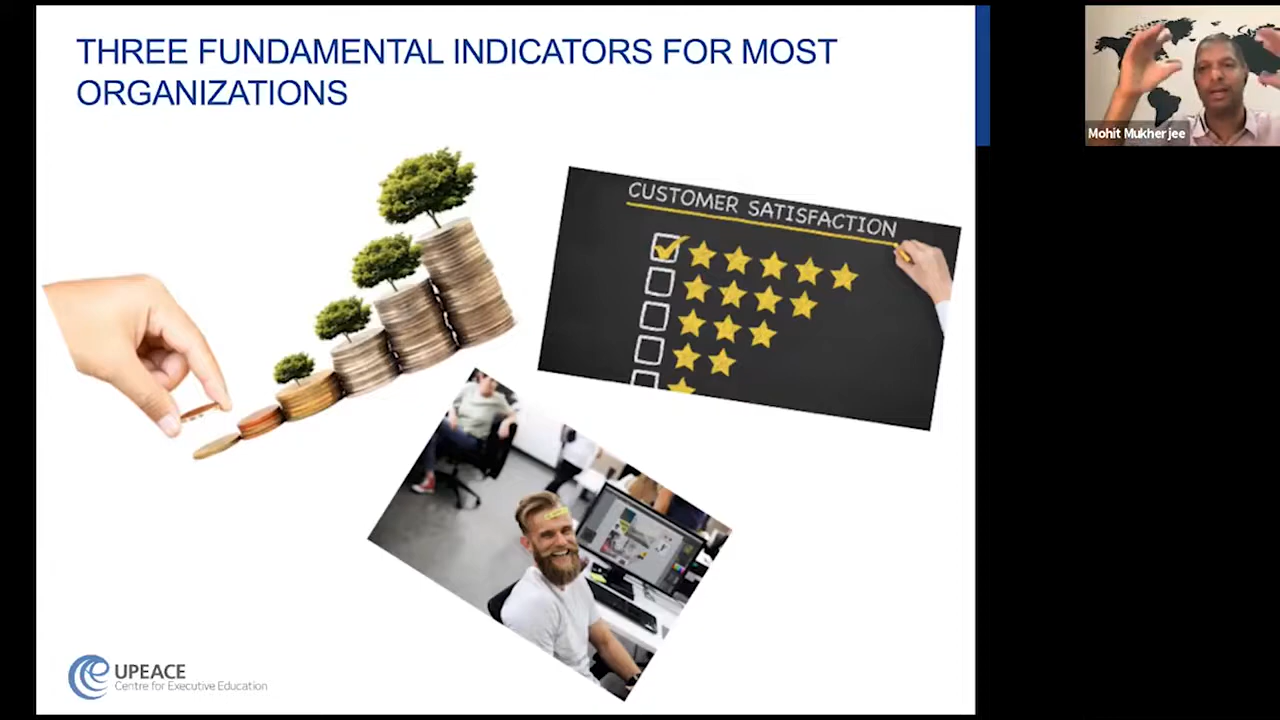 THREE FUNDAMENTAL INDICATORS FOR MOST
ORGANIZATIONS
Mohit Mukherjee
CUSTOMER SATISFACTION
UPEACE
Centre for Executive Education